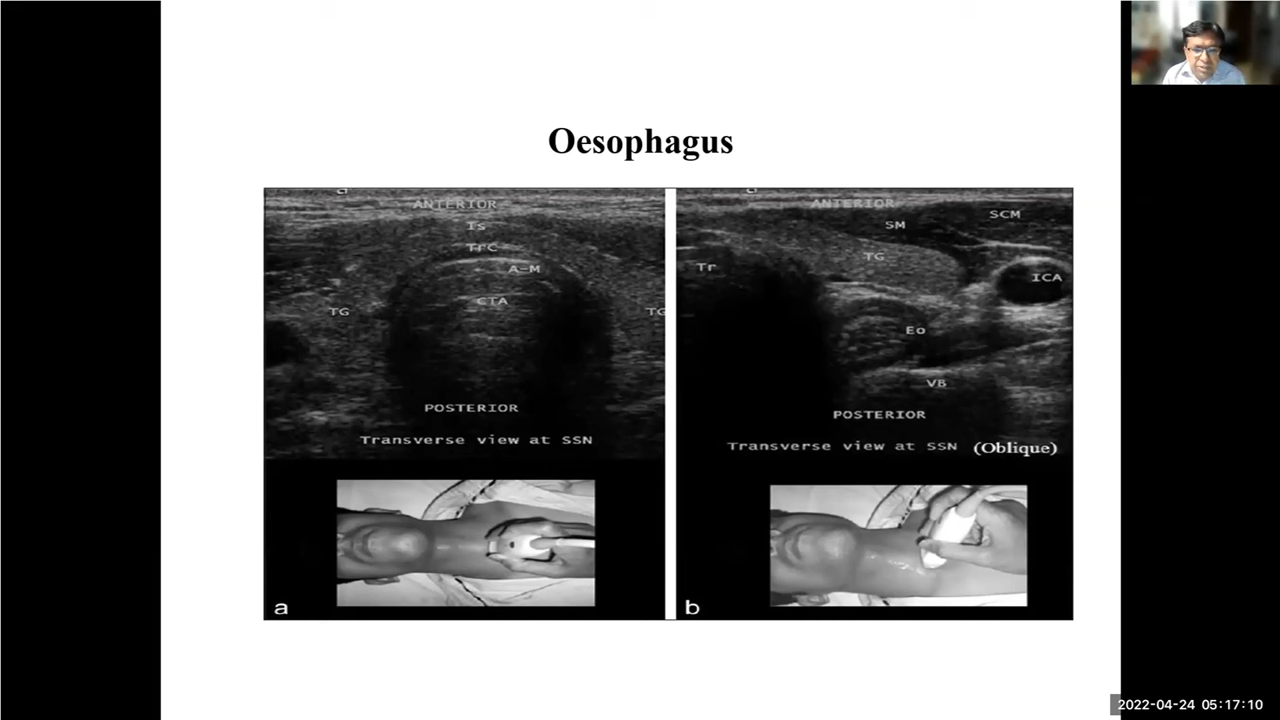 Oesophagus
ANTERIOR
Is
TrC
A-M
CTA
TG
TG
POSTERIOR
Transverse view at SSN
a
ANTERIOR
SCM
SM
TG
Tr
ICA
Eo
VB
POSTERIOR
Transverse view at SSN (Oblique)
b
2022-04-24 05:17:10